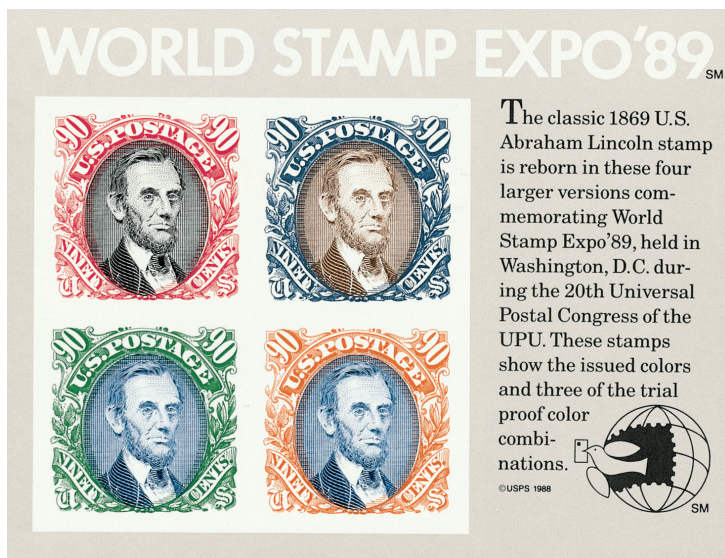 WORLD STAMP EXPO'89 SM
90 90
U.S. POSTAGE
NINETY CENTS
U S
90 90
U.S. POSTAGE
NINETY CENTS
U S
90 90
U.S. POSTAGE
NINETY CENTS
U S
90 90
U.S. POSTAGE
NINETY CENTS
U S
The classic 1869 U.S.
Abraham Lincoln stamp
is reborn in these four
larger versions com-
memorating World
Stamp Expo'89, held in
Washington, D.C. dur-
ing the 20th Universal
Postal Congress of the
UPU. These stamps
show the issued colors
and three of the trial
proof color
combi-
nations.
©USPS 1988
SM